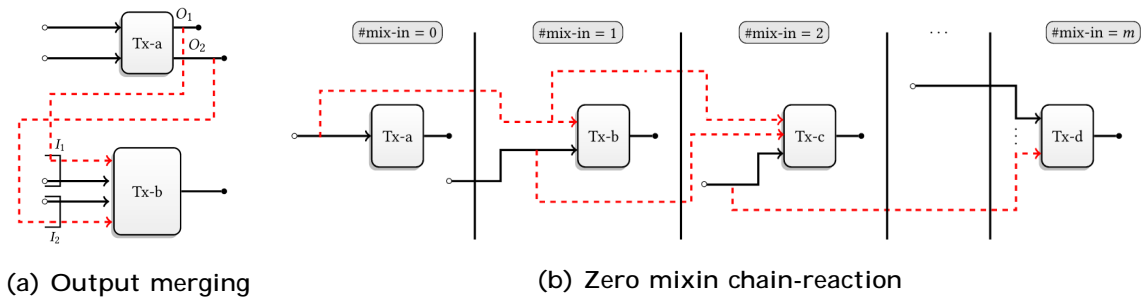 O1
Tx-a
O2
I1
Tx-b
I2
(a) Output merging
#mix-in = 0
#mix-in = 1
#mix-in = 2
. . .
#mix-in = m
Tx-a
Tx-b
Tx-c
Tx-d
(b) Zero mixin chain-reaction